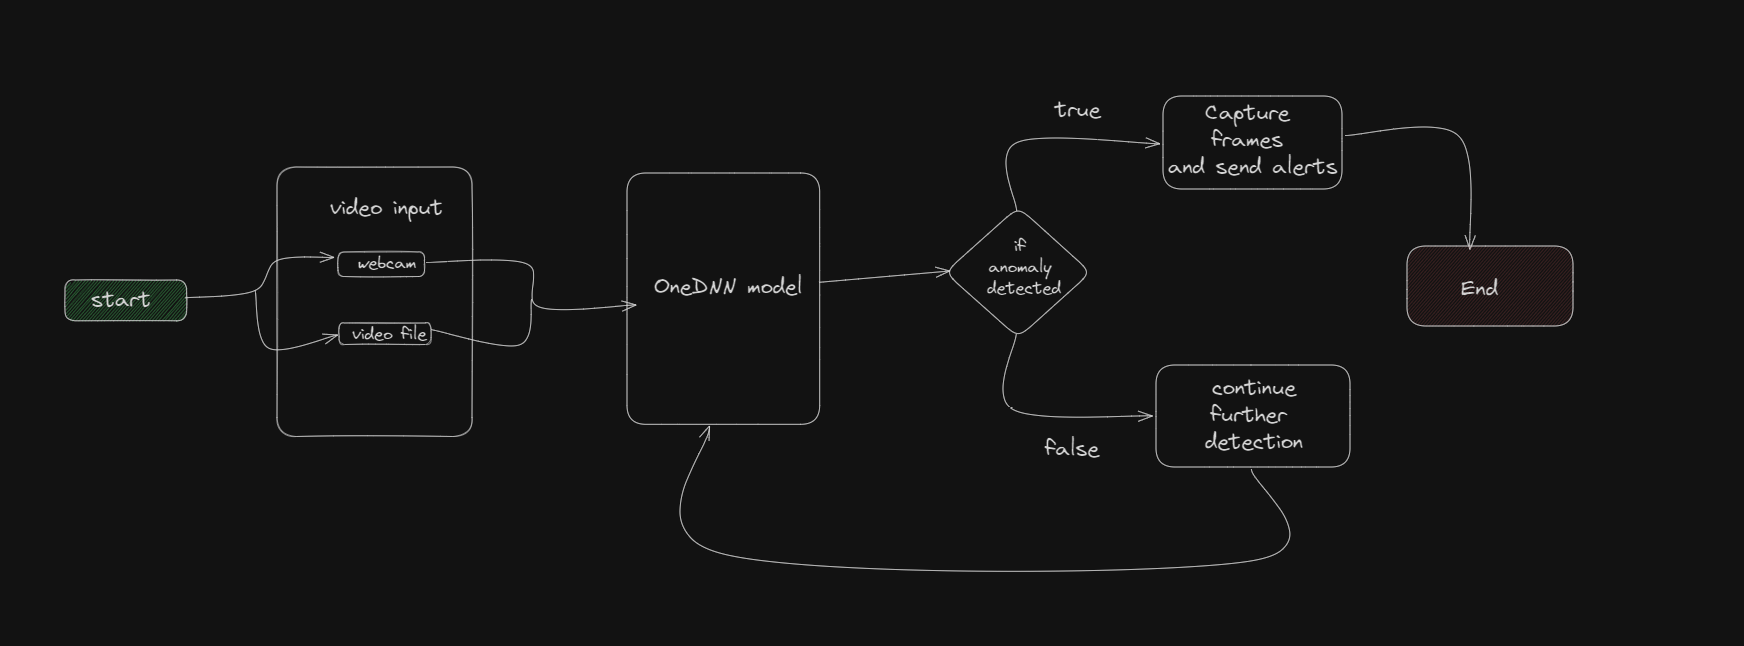 start
video input
webcam
video file
OneDNN model
if
anomaly
detected
true
Capture
frames
and send alerts
false
continue
further
detection
End